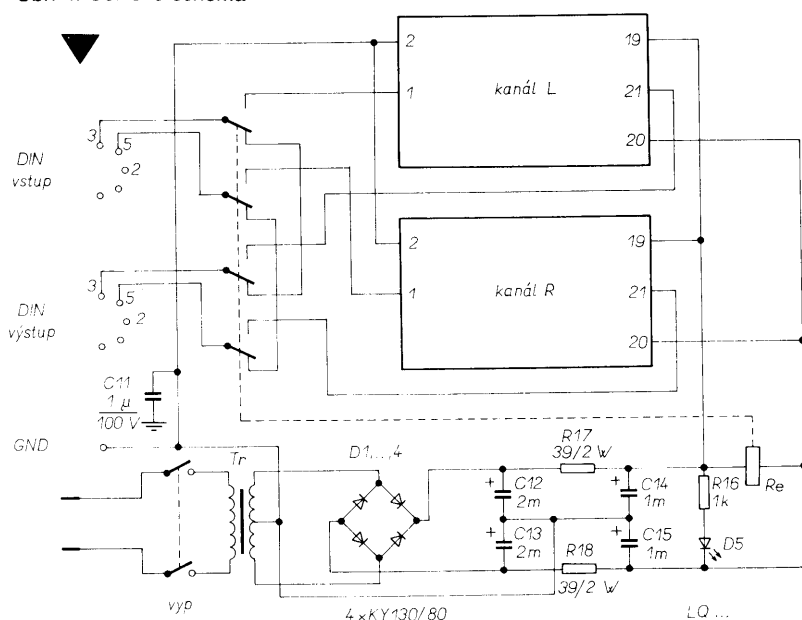 2
19
1
kanál L
21
20
3
5
2
DIN
vstup
2
19
1
kanál R
21
20
3
5
2
DIN
výstup
C11
1 μ
100 V
GND
R17
39/2 W
Tr
D1,...,4
C12
2m
C14
1m
R16
1k
Re
C13
2m
C15
1m
D5
R18
39/2 W
vyp
4×KY130/80
LQ ...
+
+
+
+